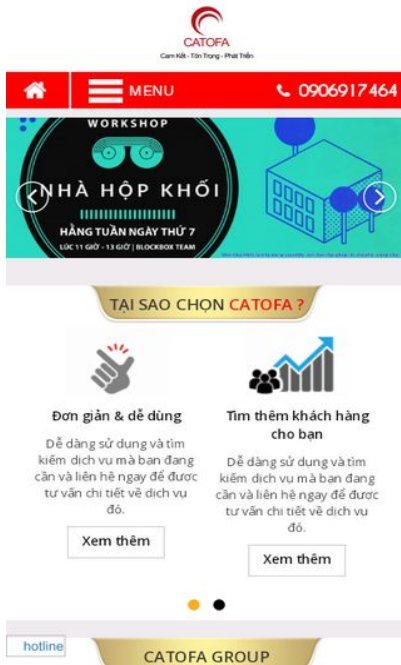 CATOFA
Cam Kết - Tôn Trọng - Phát Triển
MENU
0906917464
WORKSHOP
NHÀ HỘP KHỐI
HẰNG TUẦN NGÀY THỨ 7
LÚC 11 GIỜ - 13 GIỜ | BLOCKBOX TEAM
TẠI SAO CHỌN CATOFA ?
Đơn giản & dễ dùng
Dễ dàng sử dụng và tìm
kiếm dịch vụ mà bạn đang
cần và liên hệ ngay để được
tư vấn chi tiết về dịch vụ
đó.
Xem thêm
Tìm thêm khách hàng
cho bạn
Dễ dàng sử dụng và tìm
kiếm dịch vụ mà bạn đang
cần và liên hệ ngay để được
tư vấn chi tiết về dịch vụ
đó.
Xem thêm
hotline
CATOFA GROUP